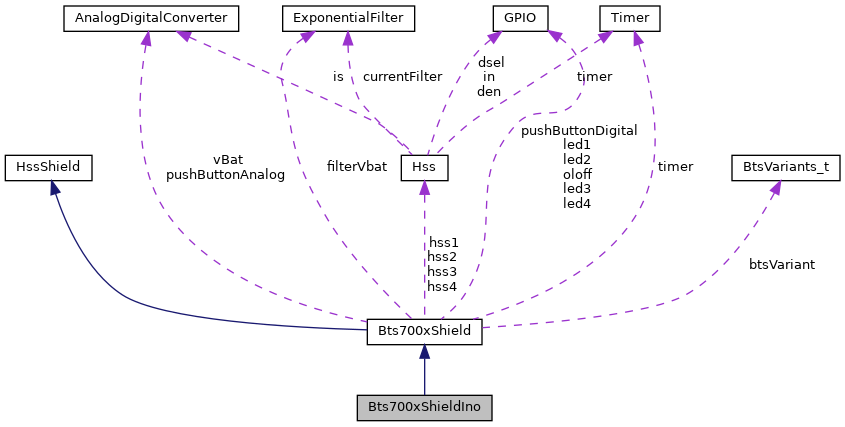 AnalogDigitalConverter
ExponentialFilter
GPIO
Timer
is
currentFilter
dsel
in
den
timer
HssShield
vBat
pushButtonAnalog
filterVbat
Hss
pushButtonDigital
led1
led2
oloff
led3
led4
timer
BtsVariants_t
hss1
hss2
hss3
hss4
btsVariant
Bts700xShield
Bts700xShieldIno